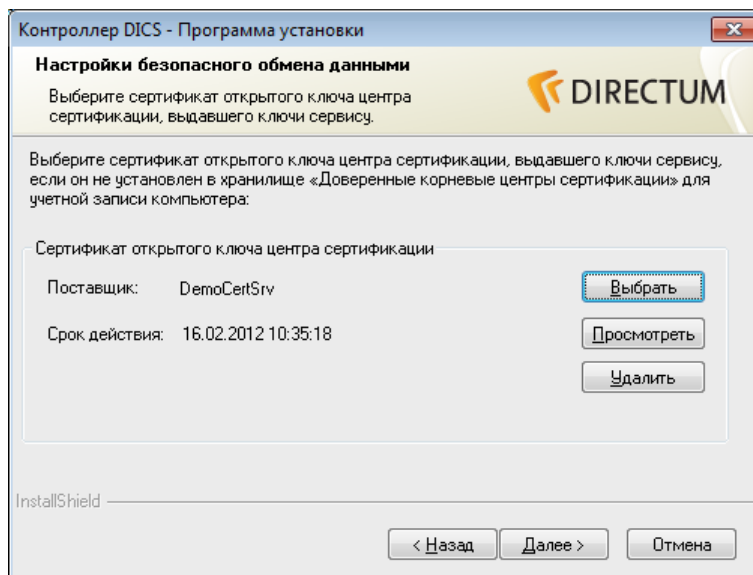 Контроллер DICS - Программа установки
Настройки безопасного обмена данными
Выберите сертификат открытого ключа центра
сертификации, выдавшего ключи сервису.
DIRECTUM
Выберите сертификат открытого ключа центра сертификации, выдавшего ключи сервису,
если он не установлен в хранилище «Доверенные корневые центры сертификации» для
учетной записи компьютера:
Сертификат открытого ключа центра сертификации
Поставщик: DemoCertSrv Выбрать
Срок действия: 16.02.2012 10:35:18 Просмотреть
Удалить
InstallShield
< Назад Далее > Отмена